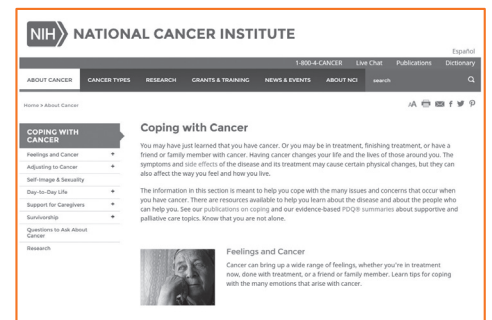 NIH NATIONAL CANCER INSTITUTE
Español
1-800-4-CANCER Live Chat Publications Dictionary
ABOUT CANCER CANCER TYPES RESEARCH GRANTS & TRAINING NEWS & EVENTS ABOUT NCI search
Home > About Cancer
COPING WITH
CANCER
Feelings and Cancer +
Adjusting to Cancer +
Self-Image & Sexuality
Day-to-Day Life +
Support for Caregivers +
Survivorship +
Questions to Ask About
Cancer
Research
Coping with Cancer
You may have just learned that you have cancer. Or you may be in treatment, finishing treatment, or have a
friend or family member with cancer. Having cancer changes your life and the lives of those around you. The
symptoms and side effects of the disease and its treatment may cause certain physical changes, but they can
also affect the way you feel and how you live.
The information in this section is meant to help you cope with the many issues and concerns that occur when
you have cancer. There are resources available to help you learn about the disease and about the people who
can help you. See our publications on coping and our evidence-based PDQ® summaries about supportive and
palliative care topics. Know that you are not alone.
Feelings and Cancer
Cancer can bring up a wide range of feelings, whether you're in treatment
now, done with treatment, or a friend or family member. Learn tips for coping
with the many emotions that arise with cancer.